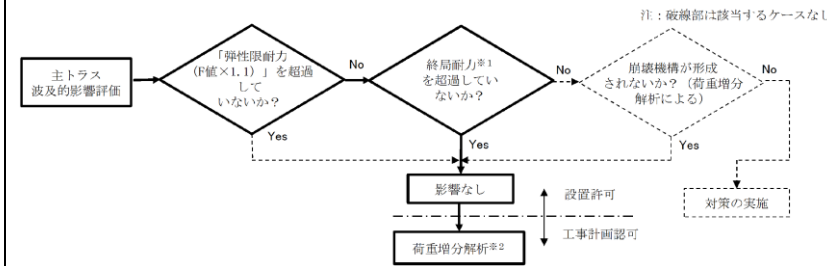 注：破線部は該当するケースなし
主トラス
波及的影響評価
「弾性限耐力
(F値×1.1)」を超過
して
いないか？
No
終局耐力※1
を超過してい
ないか？
No
崩壊機構が形成
されないか？（荷重増分
解析による）
No
Yes
Yes
Yes
影響なし
設置許可
対策の実施
工事計画認可
荷重増分解析※2